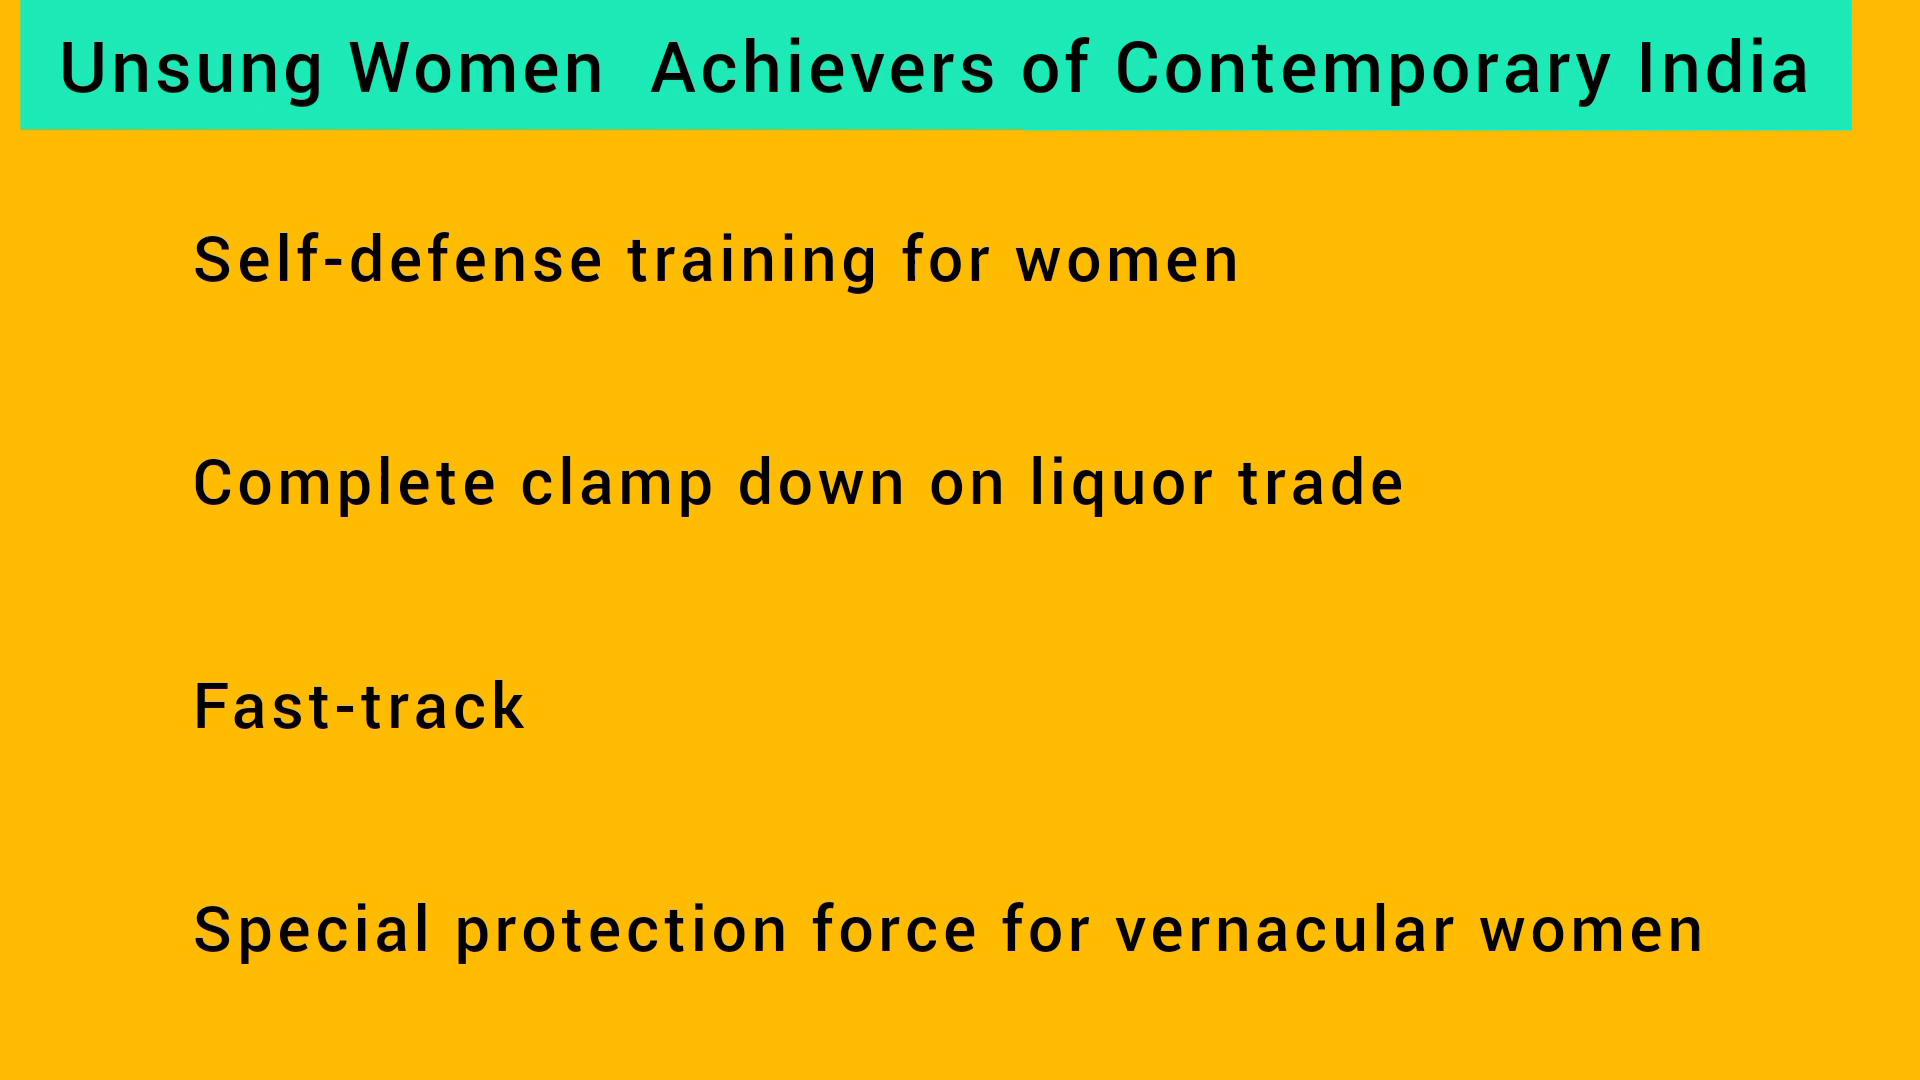 Unsung Women  Achievers of Contemporary India
Self-defense training for women
Complete clamp down on liquor trade
Fast-track
Special protection force for vernacular women